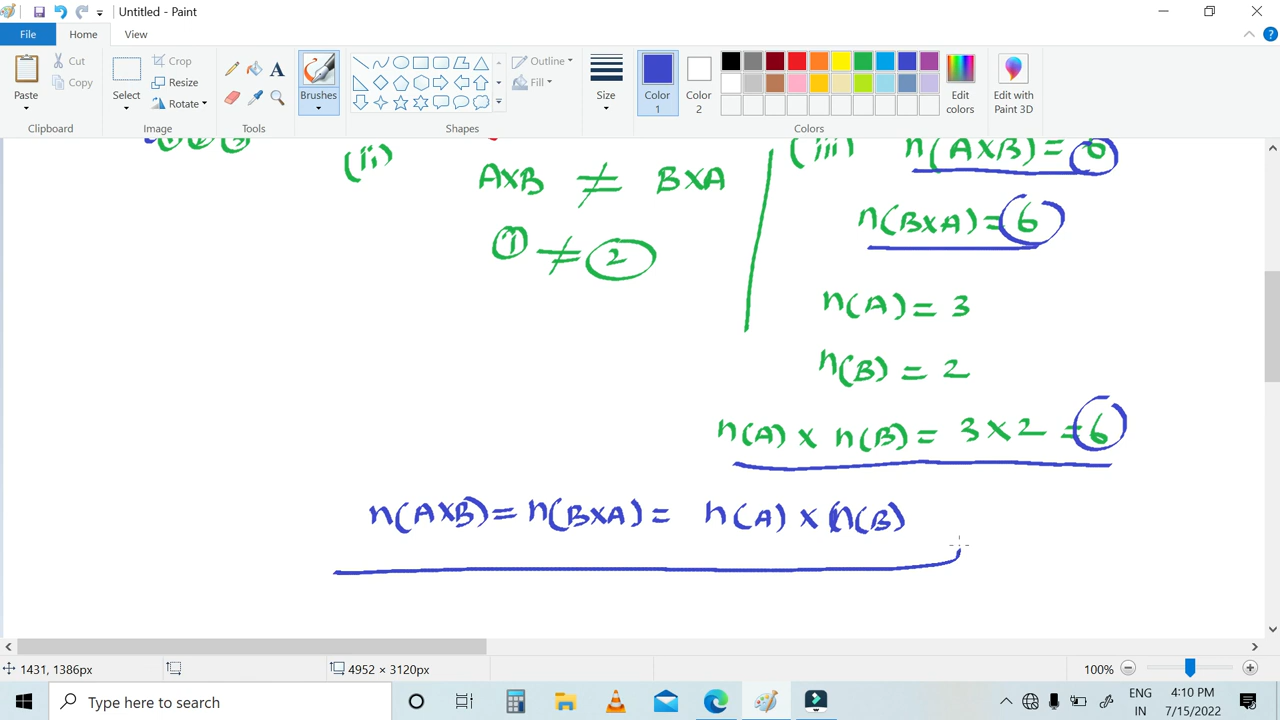 Untitled - Paint
File Home View
Paste
Cut
Copy
Clipboard
Select
Crop
Resize
Rotate
Image
Tools
Brushes
Shapes
Outline
Fill
Size
Color 1
Color 2
Edit colors
Colors
Edit with Paint 3D
① ② ③
(ii)
A×B ≠ B×A
① ≠ ②
(iii) n(A×B) = 6
n(B×A) = 6
n(A) = 3
n(B) = 2
n(A) × n(B) = 3 × 2 = 6
n(A×B) = n(B×A) = n(A) × n(B)
1431, 1386px
4952 × 3120px
100%
Type here to search
ENG
IN
4:10 PM
7/15/2022